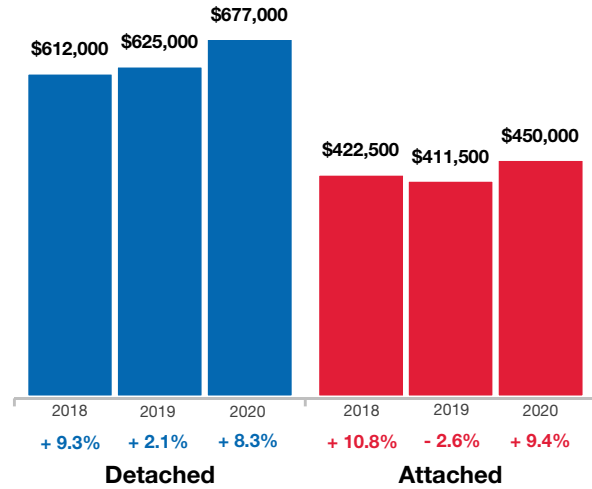 $612,000 $625,000 $677,000 $422,500 $411,500 $450,000
2018 2019 2020 2018 2019 2020
+ 9.3% + 2.1% + 8.3% + 10.8% - 2.6% + 9.4%
Detached Attached